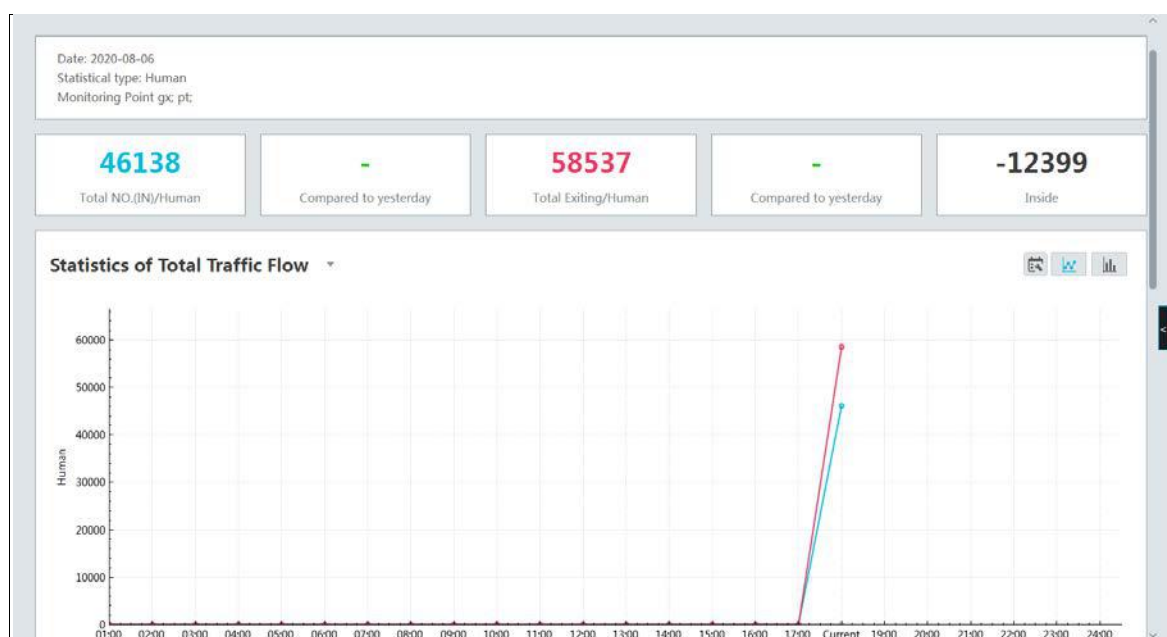 Date: 2020-08-06
Statistical type: Human
Monitoring Point gx; pt;
46138
Total NO.(IN)/Human
-
Compared to yesterday
58537
Total Exiting/Human
-
Compared to yesterday
-12399
Inside
Statistics of Total Traffic Flow
60000
50000
40000
30000
20000
10000
0
Human
01:00 02:00 03:00 04:00 05:00 06:00 07:00 08:00 09:00 10:00 11:00 12:00 13:00 14:00 15:00 16:00 17:00 Current 19:00 20:00 21:00 22:00 23:00 24:00